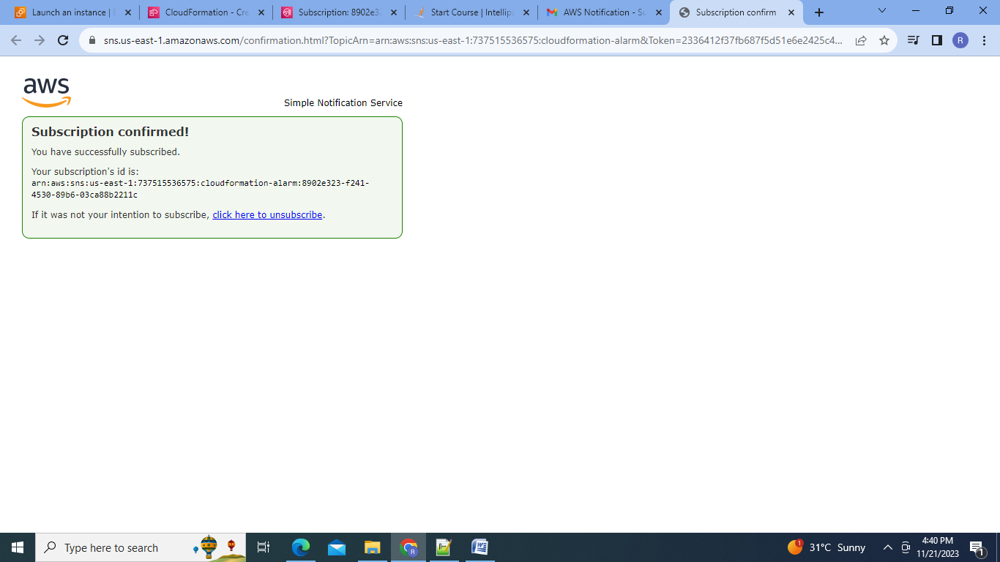 Launch an instance |
CloudFormation - Cre
Subscription: 8902e3
Start Course | Intellipa
AWS Notification - Su
Subscription confirm
sns.us-east-1.amazonaws.com/confirmation.html?TopicArn=arn:aws:sns:us-east-1:737515536575:cloudformation-alarm&Token=2336412f37fb687f5d51e6e2425c4...
R
aws
Simple Notification Service
Subscription confirmed!
You have successfully subscribed.
Your subscription's id is:
arn:aws:sns:us-east-1:737515536575:cloudformation-alarm:8902e323-f241-
4530-89b6-03ca88b2211c
If it was not your intention to subscribe, click here to unsubscribe.
Type here to search
R
1
31°C Sunny
4:40 PM
11/21/2023
1